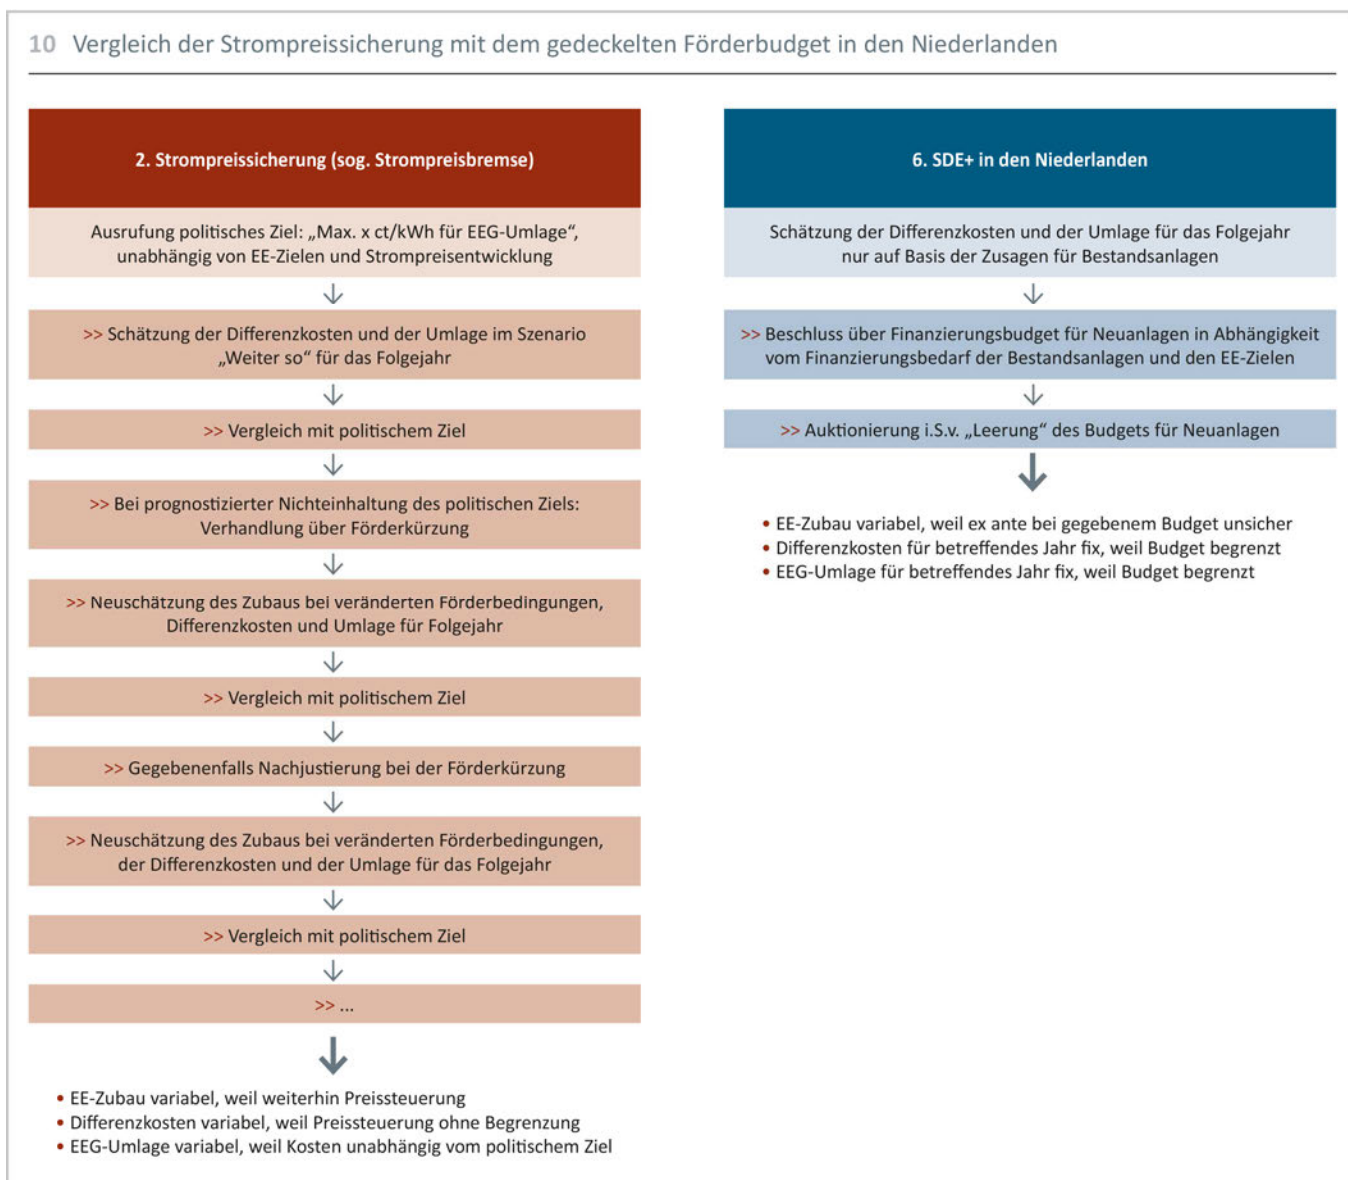 10 Vergleich der Strompreissicherung mit dem gedeckelten Förderbudget in den Niederlanden
2. Strompreissicherung (sog. Strompreisbremse)
Ausrufung politisches Ziel: „Max. x ct/kWh für EEG-Umlage“,
unabhängig von EE-Zielen und Strompreisentwicklung
>> Schätzung der Differenzkosten und der Umlage im Szenario
„Weiter so“ für das Folgejahr
>> Vergleich mit politischem Ziel
>> Bei prognostizierter Nichteinhaltung des politischen Ziels:
Verhandlung über Förderkürzung
>> Neuschätzung des Zubaus bei veränderten Förderbedingungen,
Differenzkosten und Umlage für Folgejahr
>> Vergleich mit politischem Ziel
>> Gegebenenfalls Nachjustierung bei der Förderkürzung
>> Neuschätzung des Zubaus bei veränderten Förderbedingungen,
der Differenzkosten und der Umlage für das Folgejahr
>> Vergleich mit politischem Ziel
>> ...
• EE-Zubau variabel, weil weiterhin Preissteuerung
• Differenzkosten variabel, weil Preissteuerung ohne Begrenzung
• EEG-Umlage variabel, weil Kosten unabhängig vom politischem Ziel
6. SDE+ in den Niederlanden
Schätzung der Differenzkosten und der Umlage für das Folgejahr
nur auf Basis der Zusagen für Bestandsanlagen
>> Beschluss über Finanzierungsbudget für Neuanlagen in Abhängigkeit
vom Finanzierungsbedarf der Bestandsanlagen und den EE-Zielen
>> Auktionierung i.S.v. „Leerung“ des Budgets für Neuanlagen
• EE-Zubau variabel, weil ex ante bei gegebenem Budget unsicher
• Differenzkosten für betreffendes Jahr fix, weil Budget begrenzt
• EEG-Umlage für betreffendes Jahr fix, weil Budget begrenzt